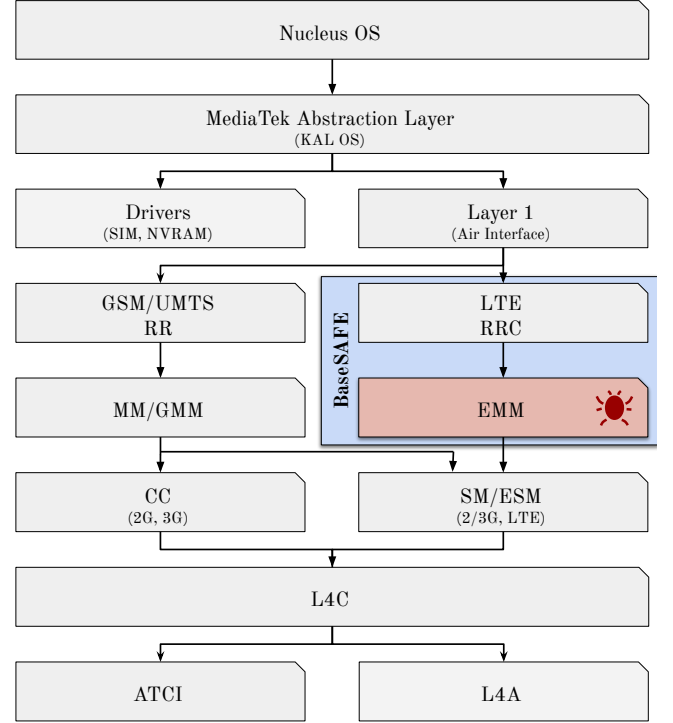 Nucleus OS
MediaTek Abstraction Layer
(KAL OS)
Drivers
(SIM, NVRAM)
Layer 1
(Air Interface)
GSM/UMTS
RR
BaseSAFE
LTE
RRC
MM/GMM
EMM
CC
(2G, 3G)
SM/ESM
(2/3G, LTE)
L4C
ATCI
L4A